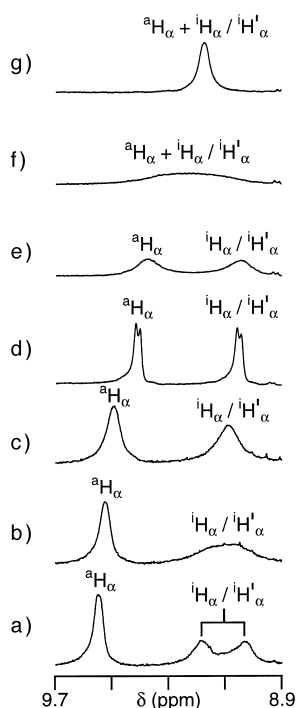 ᵃHα + ⁱHα / ⁱH'α
g)
ᵃHα + ⁱHα / ⁱH'α
f)
ᵃHα ⁱHα / ⁱH'α
e)
ᵃHα ⁱHα / ⁱH'α
d)
ᵃHα ⁱHα / ⁱH'α
c)
ᵃHα ⁱHα / ⁱH'α
b)
ᵃHα ⁱHα / ⁱH'α
a)
9.7 δ (ppm) 8.9